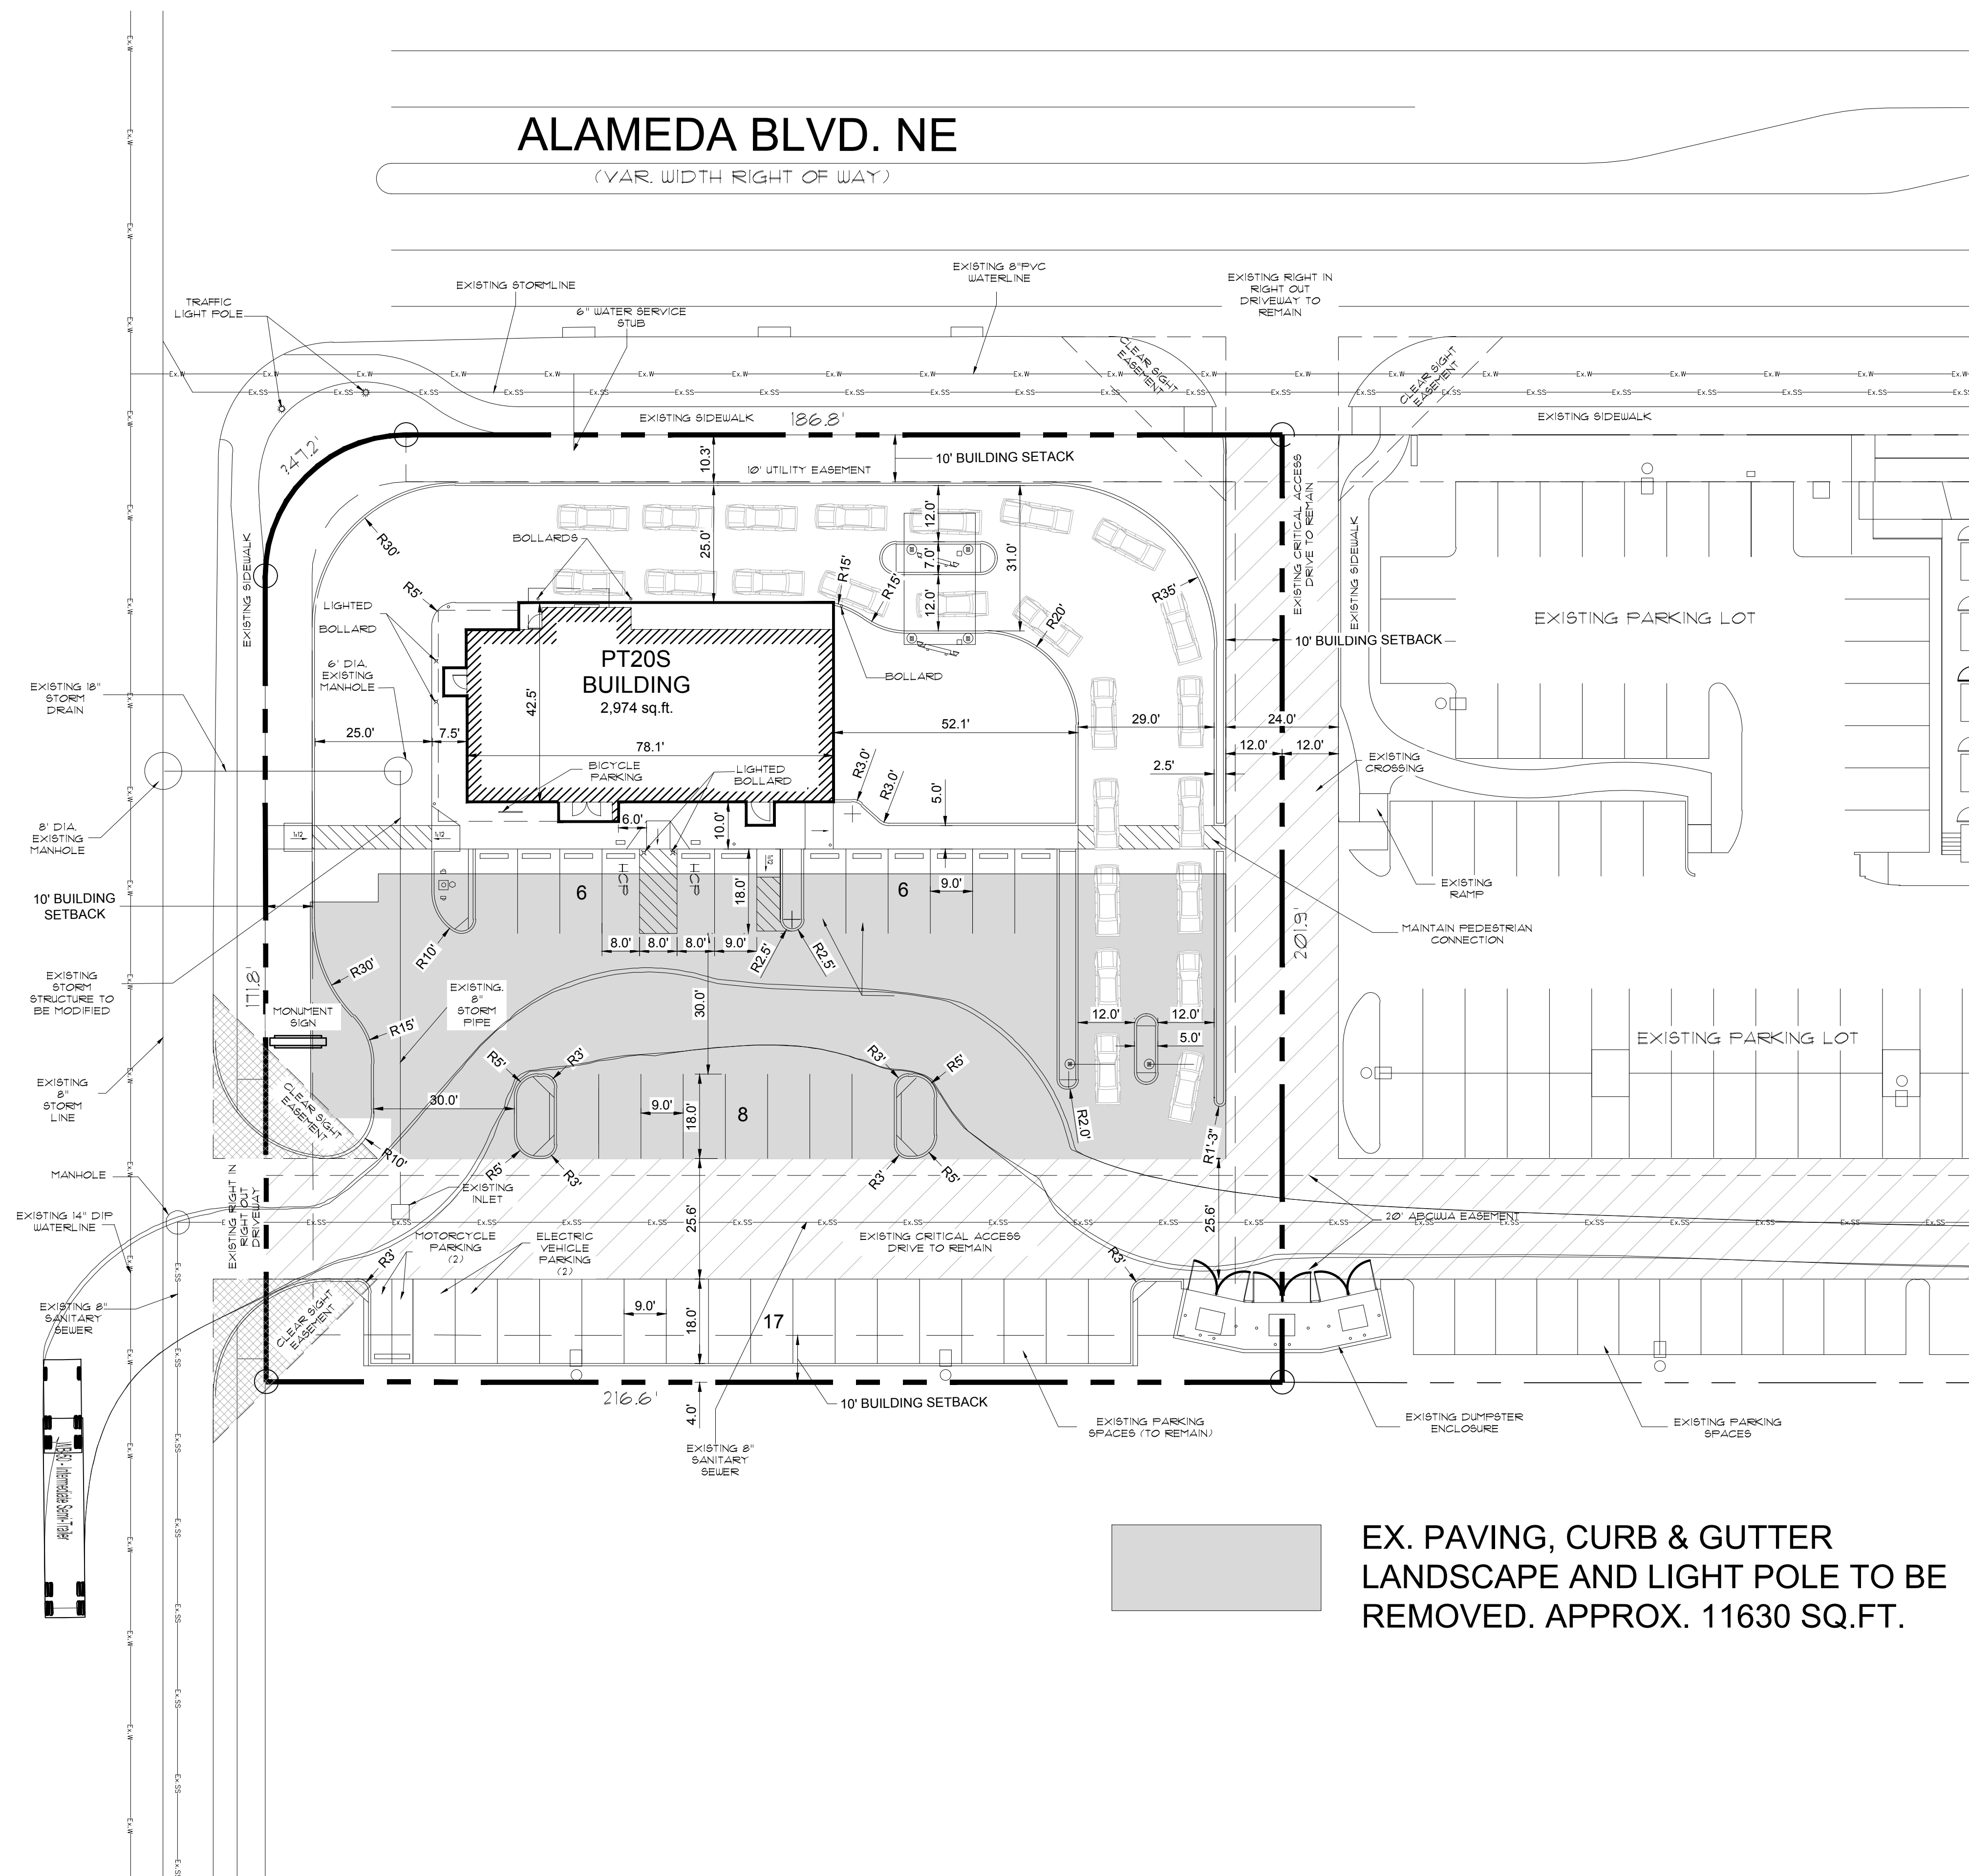 ALAMEDA BLVD. NE
(VAR. WIDTH RIGHT OF WAY)
TRAFFIC
LIGHT POLE
EXISTING STORMLINE
6" WATER SERVICE
STUB
EXISTING 8"PVC
WATERLINE
EXISTING RIGHT IN
RIGHT OUT
DRIVEWAY TO
REMAIN
CLEAR SIGHT
EASEMENT
CLEAR SIGHT
EASEMENT
Ex.W
Ex.SS
EXISTING SIDEWALK
186.8'
EXISTING SIDEWALK
10.3'
10' UTILITY EASEMENT
10' BUILDING SETACK
EXISTING CRITICAL ACCESS
DRIVE TO REMAIN
EXISTING SIDEWALK
EXISTING SIDEWALK
R30'
BOLLARDS
25.0'
12.0'
7.0'
12.0'
31.0'
R15'
R15'
R20'
R35'
R5'
LIGHTED
BOLLARD
6' DIA.
EXISTING
MANHOLE
PT20S
BUILDING
2,974 sq.ft.
42.5'
78.1'
BOLLARD
10' BUILDING SETBACK
EXISTING PARKING LOT
EXISTING 18"
STORM
DRAIN
25.0'
7.5'
52.1'
29.0'
24.0'
12.0'
12.0'
2.5'
BICYCLE
PARKING
LIGHTED
BOLLARD
R3.0'
R3.0'
5.0'
EXISTING
CROSSING
8' DIA.
EXISTING
MANHOLE
1:12
1:12
6.0'
10.0'
1:12
HCP
HCP
6
18.0'
6
9.0'
EXISTING
RAMP
10' BUILDING
SETBACK
MAINTAIN PEDESTRIAN
CONNECTION
8.0'
8.0'
8.0'
9.0'
R10'
R2.5'
R2.5'
201.9'
171.8'
R30'
EXISTING
STORM
STRUCTURE TO
BE MODIFIED
MONUMENT
SIGN
EXISTING.
8"
STORM
PIPE
30.0'
R15'
12.0'
12.0'
5.0'
EXISTING PARKING LOT
EXISTING
8"
STORM
LINE
CLEAR SIGHT
EASEMENT
R5'
R3'
R3'
R5'
30.0'
9.0'
18.0'
8
R2.0'
R1'-3"
R10'
R5'
R3'
R3'
R5'
MANHOLE
EXISTING RIGHT IN
RIGHT OUT
DRIVEWAY
EXISTING
INLET
EXISTING 14" DIP
WATERLINE
25.6'
25.6'
20' ABCWUA EASEMENT
MOTORCYCLE
PARKING
(2)
ELECTRIC
VEHICLE
PARKING
(2)
EXISTING CRITICAL ACCESS
DRIVE TO REMAIN
R3'
R3'
EXISTING 8"
SANITARY
SEWER
CLEAR SIGHT
EASEMENT
9.0'
18.0'
17
216.6'
4.0'
10' BUILDING SETBACK
EXISTING 8"
SANITARY
SEWER
EXISTING PARKING
SPACES (TO REMAIN)
EXISTING DUMPSTER
ENCLOSURE
EXISTING PARKING
SPACES
WB-50 - Intermediate Semi-Trailer
EX. PAVING, CURB & GUTTER
LANDSCAPE AND LIGHT POLE TO BE
REMOVED. APPROX. 11630 SQ.FT.